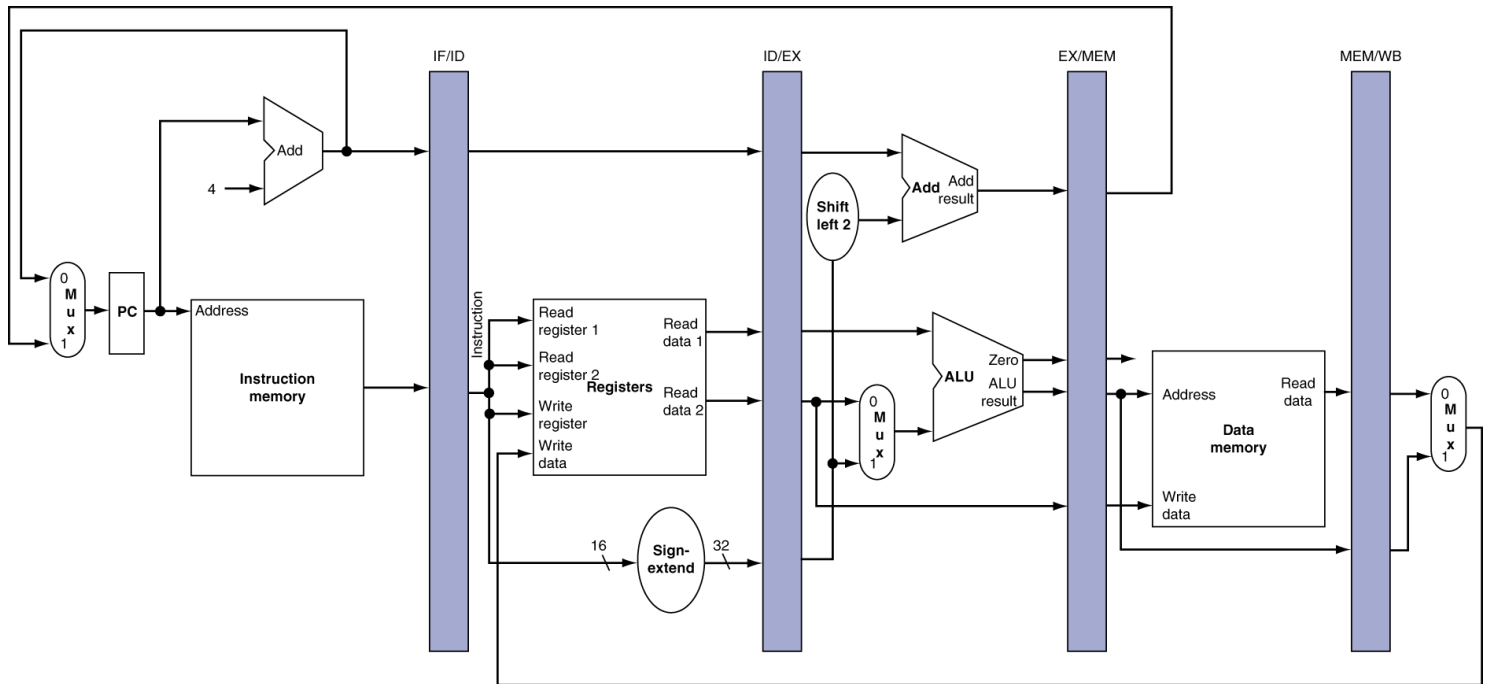 IF/ID
ID/EX
EX/MEM
MEM/WB
Add
4
Add
Add
result
Shift
left 2
0
M
u
x
1
PC
Address
Instruction
memory
Instruction
Read
register 1
Read
register 2
Registers
Write
register
Write
data
Read
data 1
Read
data 2
16
Sign-
extend
32
0
M
u
x
1
Zero
ALU
ALU
result
Address
Read
data
Data
memory
Write
data
0
M
u
x
1